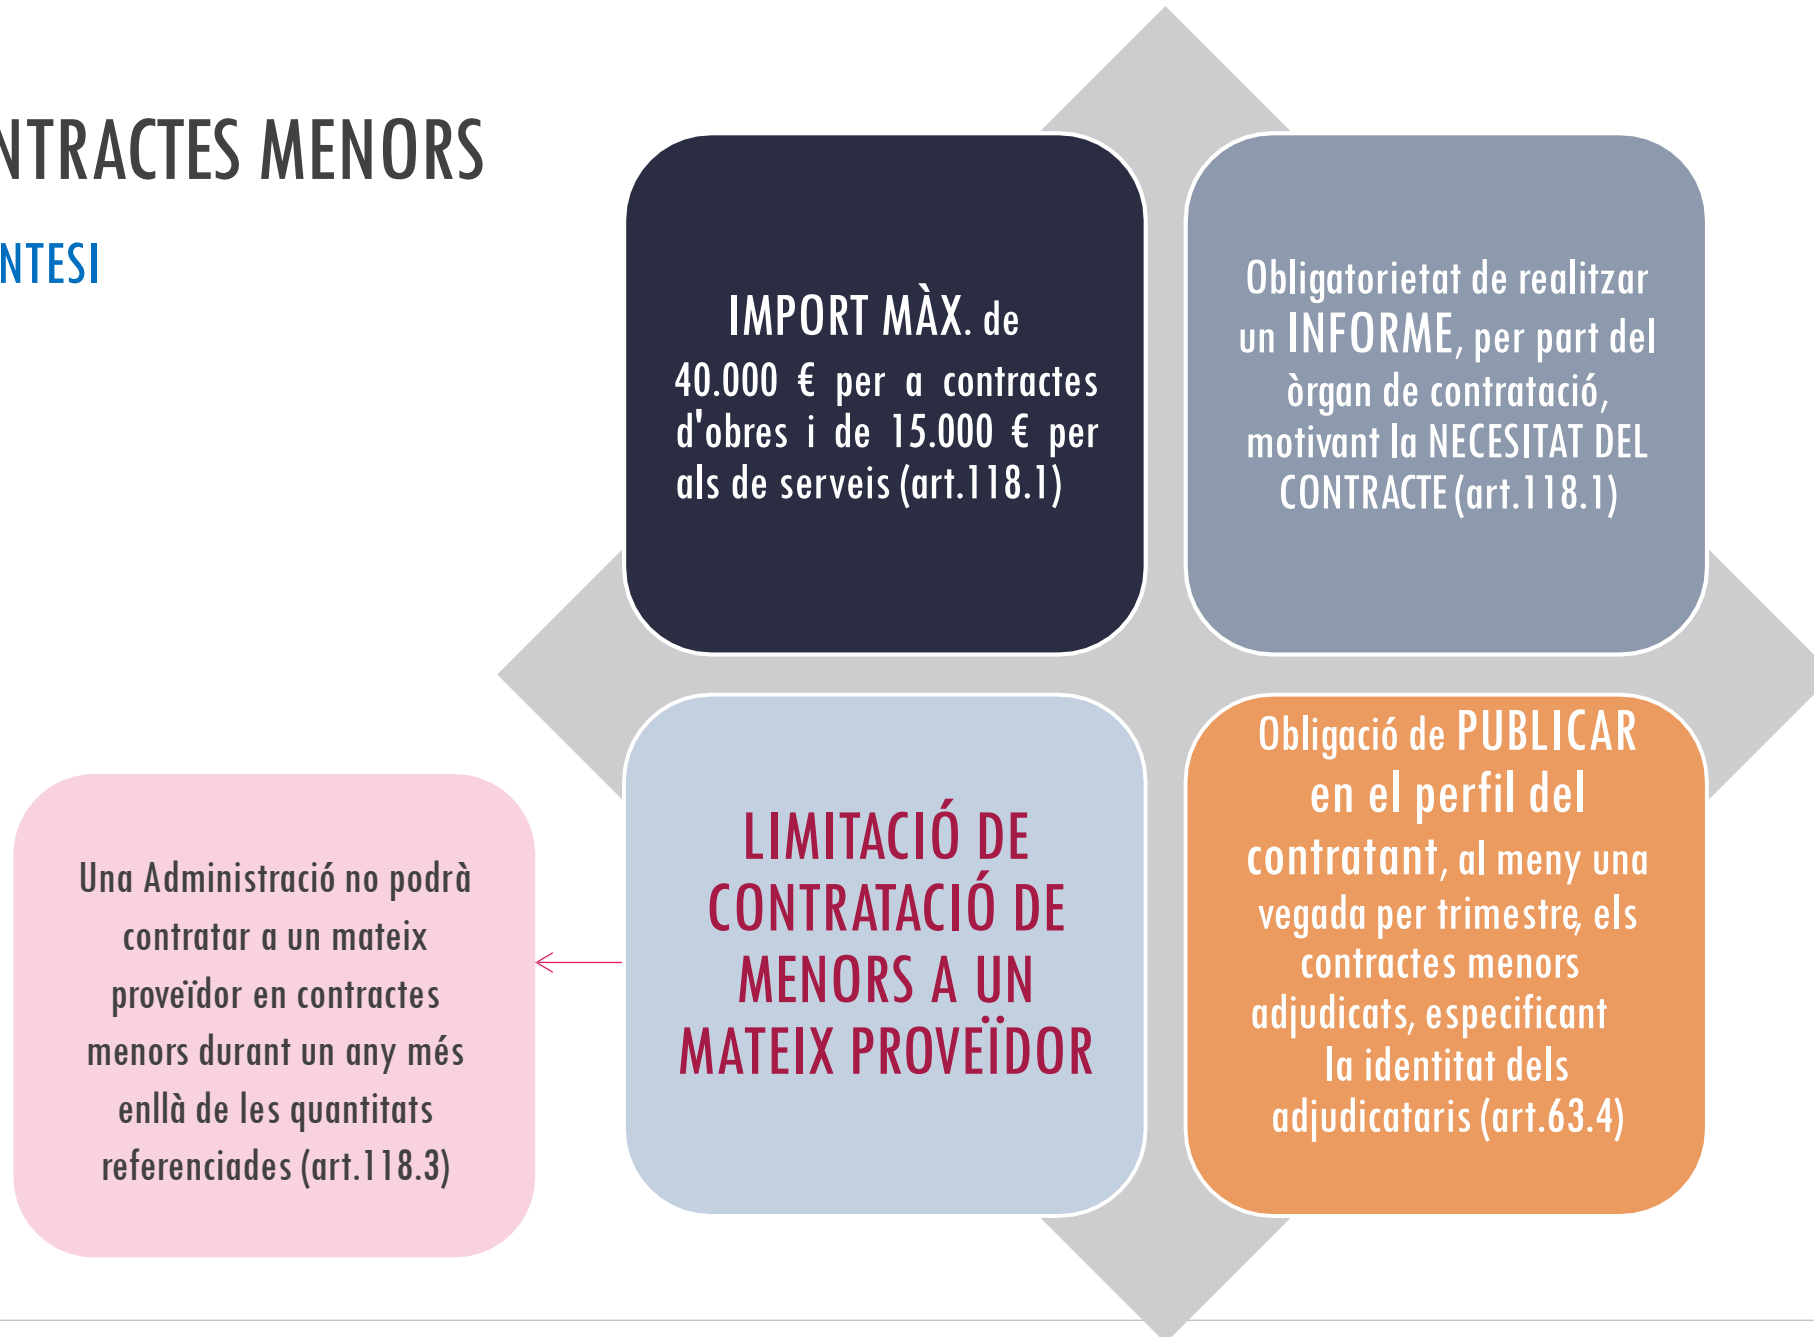 NTRACTES MENORS
NTESI
IMPORT MÀX. de
40.000 € per a contractes
d'obres i de 15.000 € per
als de serveis (art.118.1)
Obligatorietat de realitzar
un INFORME, per part del
òrgan de contratació,
motivant la NECESITAT DEL
CONTRACTE (art.118.1)
Una Administració no podrà
contratar a un mateix
proveïdor en contractes
menors durant un any més
enllà de les quantitats
referenciades (art.118.3)
LIMITACIÓ DE
CONTRATACIÓ DE
MENORS A UN
MATEIX PROVEÏDOR
Obligació de PUBLICAR
en el perfil del
contratant, al meny una
vegada per trimestre, els
contractes menors
adjudicats, especificant
la identitat dels
adjudicataris (art.63.4)